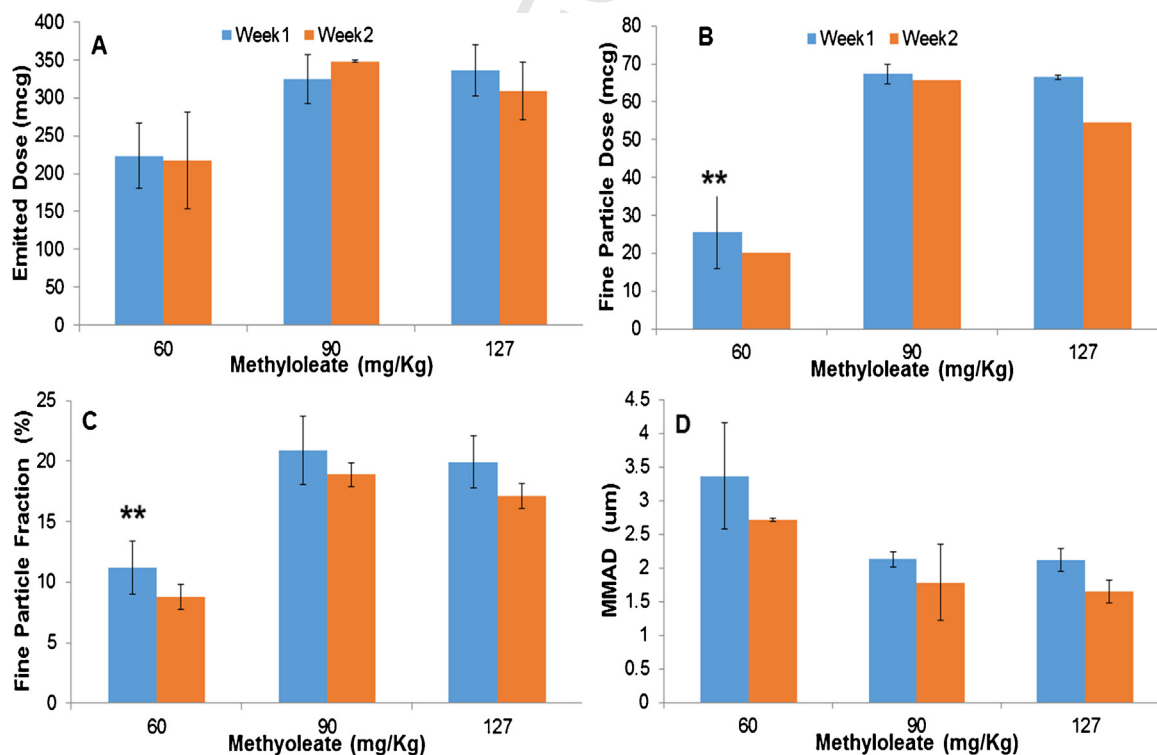 A
Week1 Week2
Emitted Dose (mcg)
400
350
300
250
200
150
100
50
0
60 90 127
Methyloleate (mg/Kg)
B
Week1 Week2
Fine Particle Dose (mcg)
80
70
60
50
40
30
20
10
0
**
60 90 127
Methyloleate (mg/Kg)
C
Fine Particle Fraction (%)
25
20
15
10
5
0
**
60 90 127
Methyloleate (mg/Kg)
D
MMAD (um)
4.5
4
3.5
3
2.5
2
1.5
1
0.5
0
60 90 127
Methyloleate (mg/Kg)